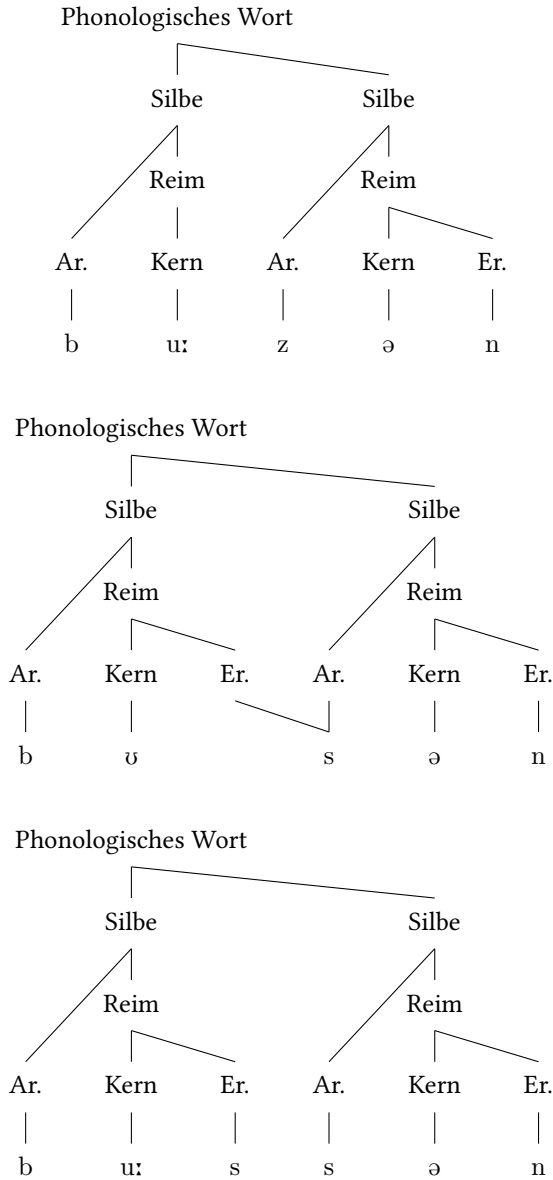 Phonologisches Wort
Silbe Silbe
Reim Reim
Ar. Kern Ar. Kern Er.
b uː z ə n
Phonologisches Wort
Silbe Silbe
Reim Reim
Ar. Kern Er. Ar. Kern Er.
b ʊ s ə n
Phonologisches Wort
Silbe Silbe
Reim Reim
Ar. Kern Er. Ar. Kern Er.
b uː s s ə n